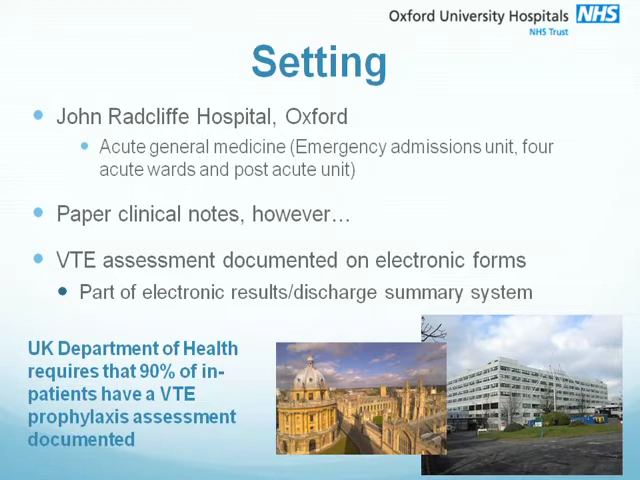 Oxford University Hospitals NHS
NHS Trust
Setting
John Radcliffe Hospital, Oxford
Acute general medicine (Emergency admissions unit, four
acute wards and post acute unit)
Paper clinical notes, however…
VTE assessment documented on electronic forms
Part of electronic results/discharge summary system
UK Department of Health
requires that 90% of in-
patients have a VTE
prophylaxis assessment
documented